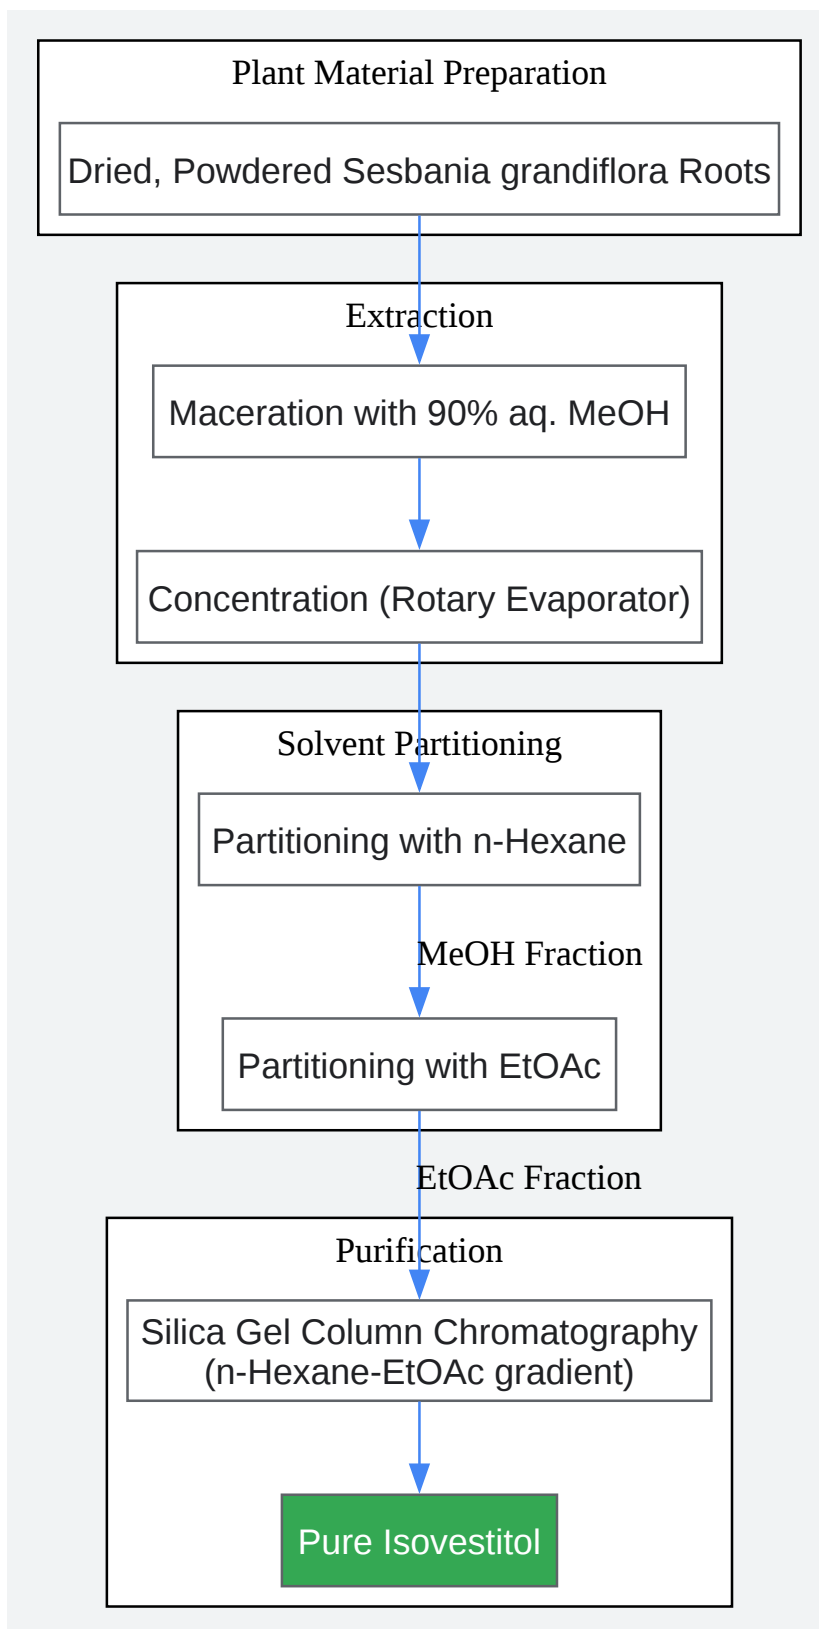 Plant Material Preparation
Dried, Powdered Sesbania grandiflora Roots
Extraction
Maceration with 90% aq. MeOH
Concentration (Rotary Evaporator)
Solvent Partitioning
Partitioning with n-Hexane
MeOH Fraction
Partitioning with EtOAc
EtOAc Fraction
Purification
Silica Gel Column Chromatography
(n-Hexane-EtOAc gradient)
Pure Isovestitol